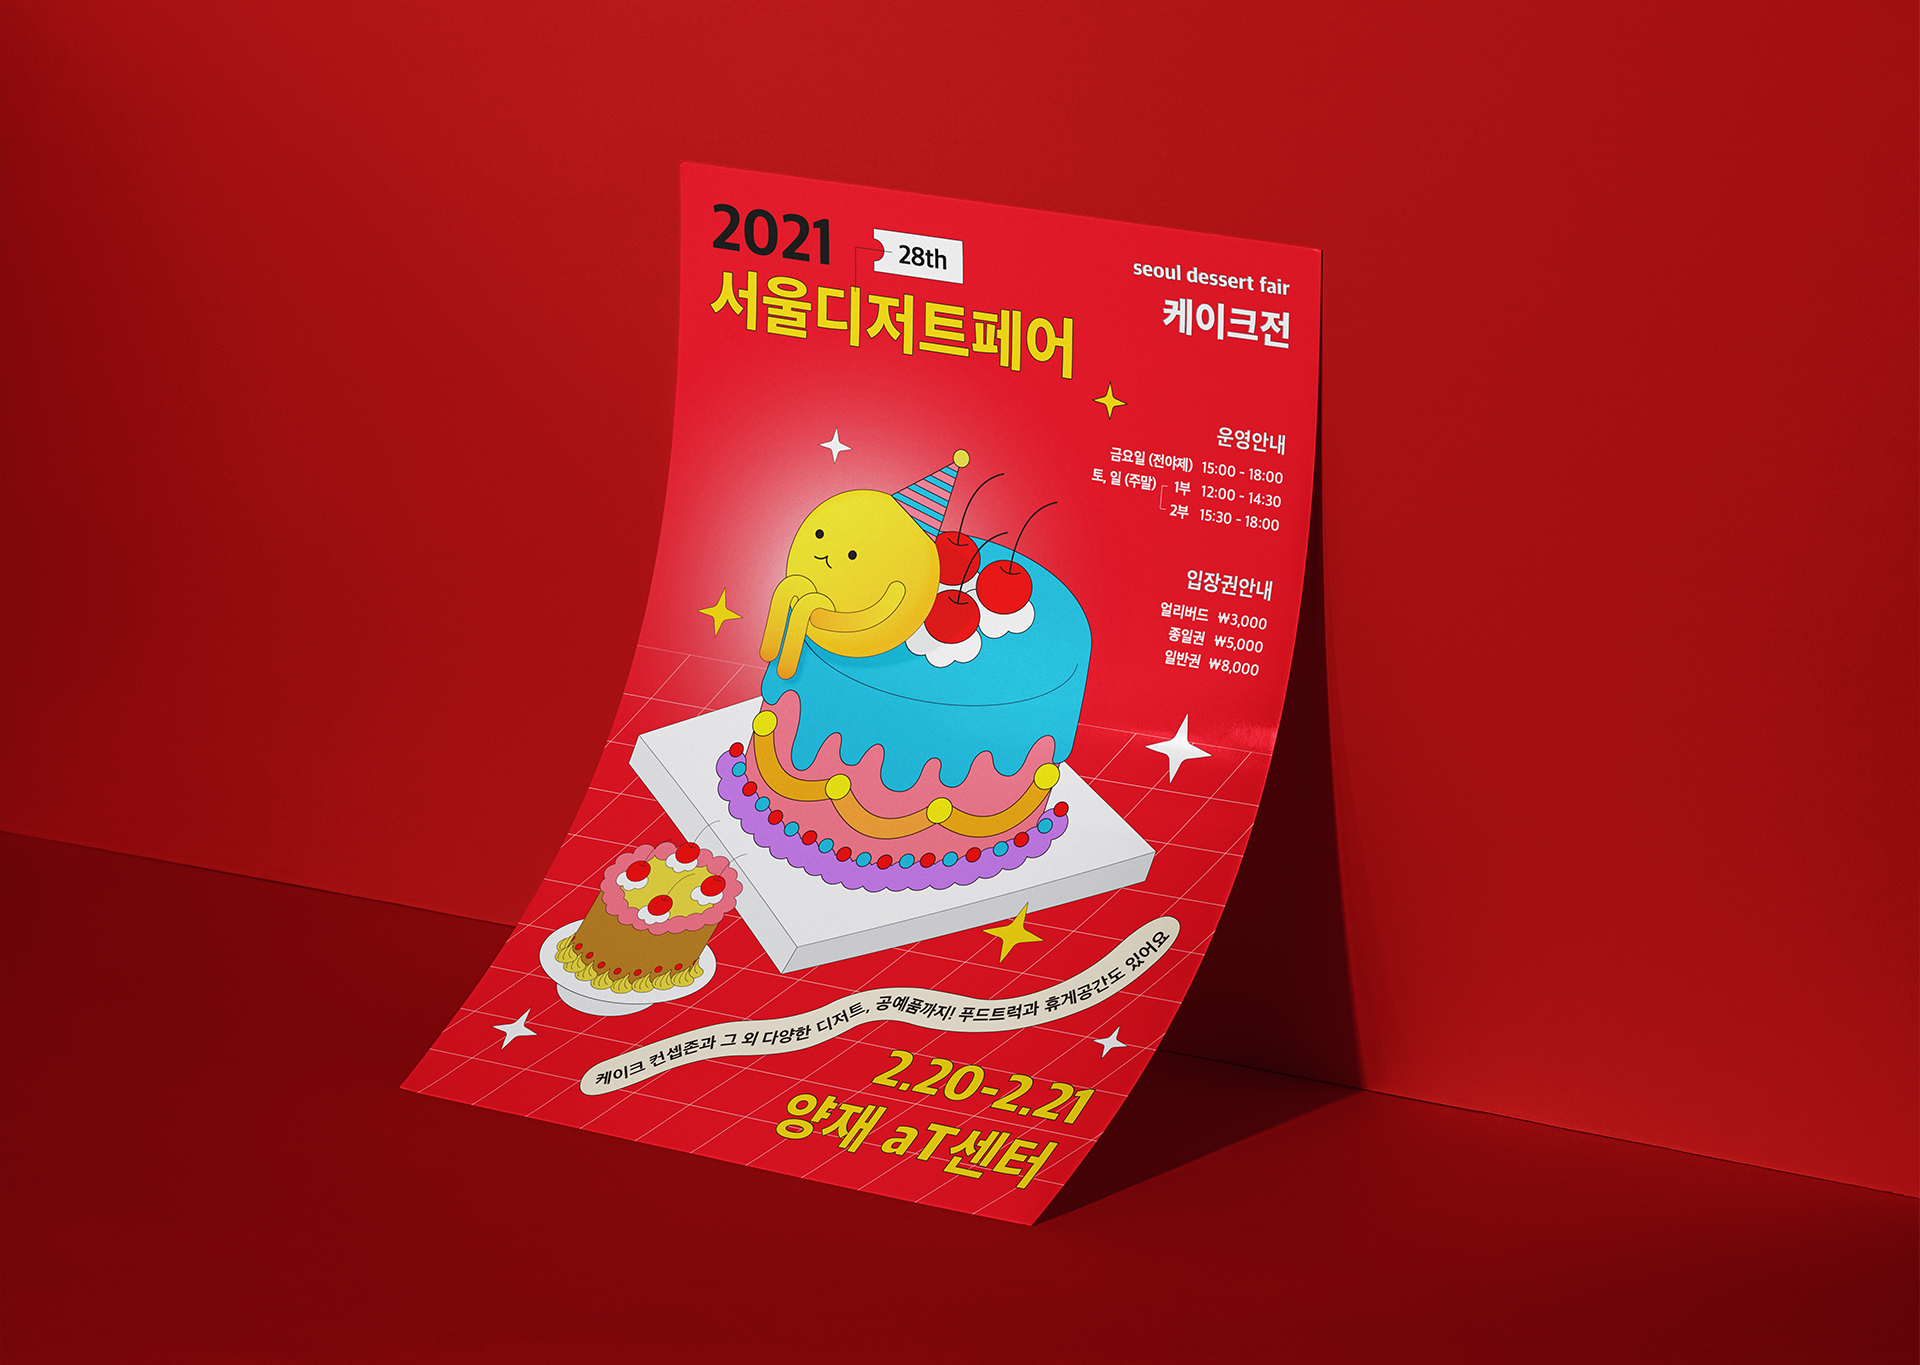 2021
28th
서울디저트페어
seoul dessert fair
케이크전
운영안내
금요일 (전야제) 15:00 - 18:00
토, 일 (주말) 1부 12:00 - 14:30
2부 15:30 - 18:00
입장권안내
얼리버드 ₩3,000
종일권 ₩5,000
일반권 ₩8,000
케이크 컨셉존과 그 외 다양한 디저트, 공예품까지! 푸드트럭과 휴게공간도 있어요
2.20-2.21
양재 aT센터